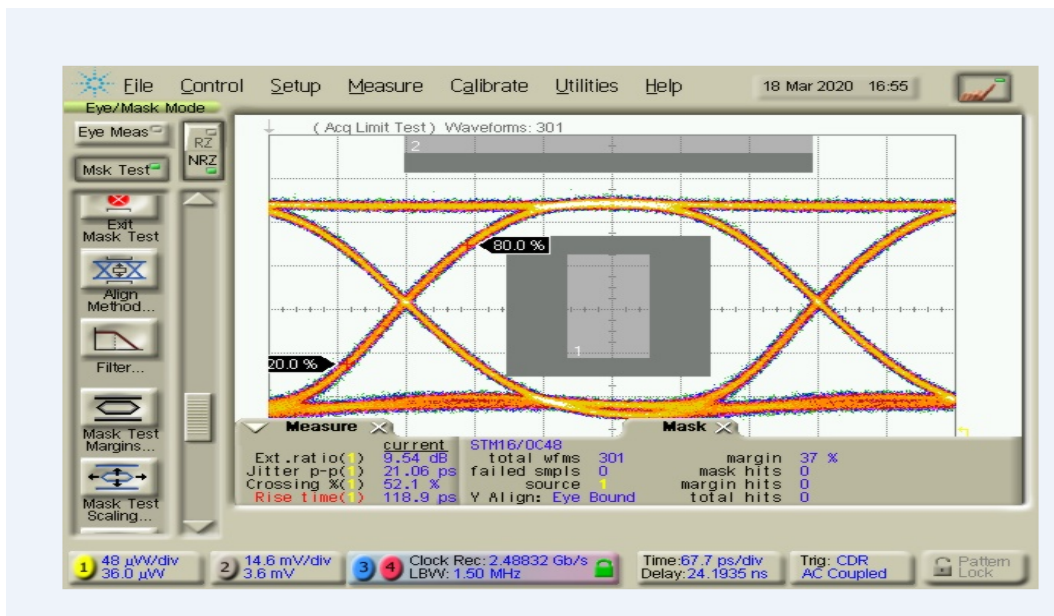 File Control Setup Measure Calibrate Utilities Help 18 Mar 2020 16:55
Eye/Mask Mode
Eye Meas
RZ
NRZ
Msk Test
Exit
Mask Test
Align
Method...
Filter...
Mask Test
Margins...
Mask Test
Scaling...
( Acq Limit Test ) Waveforms: 301
2
80.0 %
1
20.0 %
Measure Mask
current STM16/OC48
Ext.ratio(1) 9.54 dB total wfms 301 margin 37 %
Jitter p-p(1) 21.06 ps failed smpls 0 mask hits 0
Crossing %(1) 52.1 % source 1 margin hits 0
Rise time(1) 118.9 ps Y Align: Eye Bound total hits 0
1 48 µW/div
36.0 µW
2 14.6 mV/div
3.6 mV
3 4 Clock Rec: 2.48832 Gb/s
LBW: 1.50 MHz
Time:67.7 ps/div
Delay:24.1935 ns
Trig: CDR
AC Coupled
Pattern
Lock